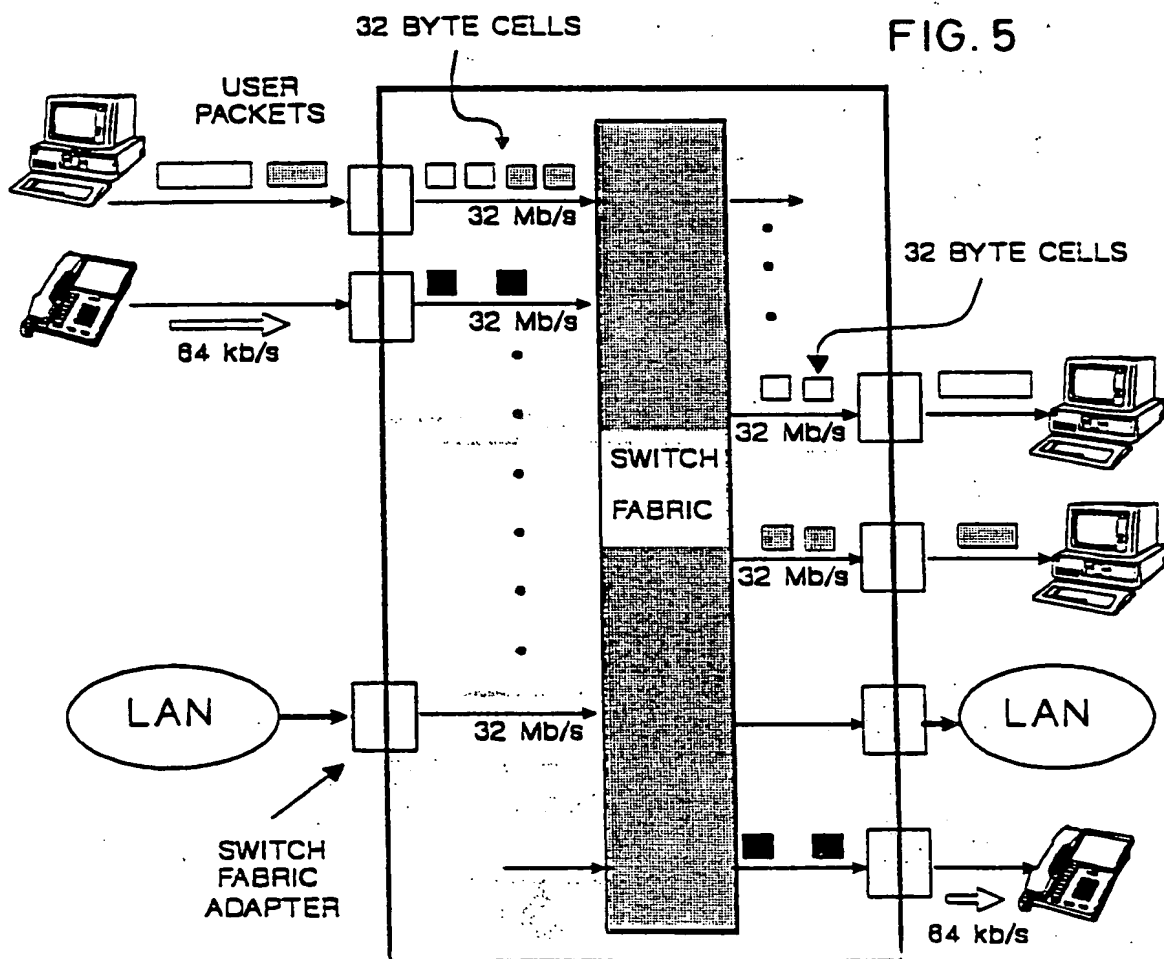 32 BYTE CELLS
FIG. 5
USER
PACKETS
32 Mb/s
32 BYTE CELLS
64 kb/s
32 Mb/s
32 Mb/s
SWITCH
FABRIC
32 Mb/s
LAN
32 Mb/s
LAN
SWITCH
FABRIC
ADAPTER
64 kb/s